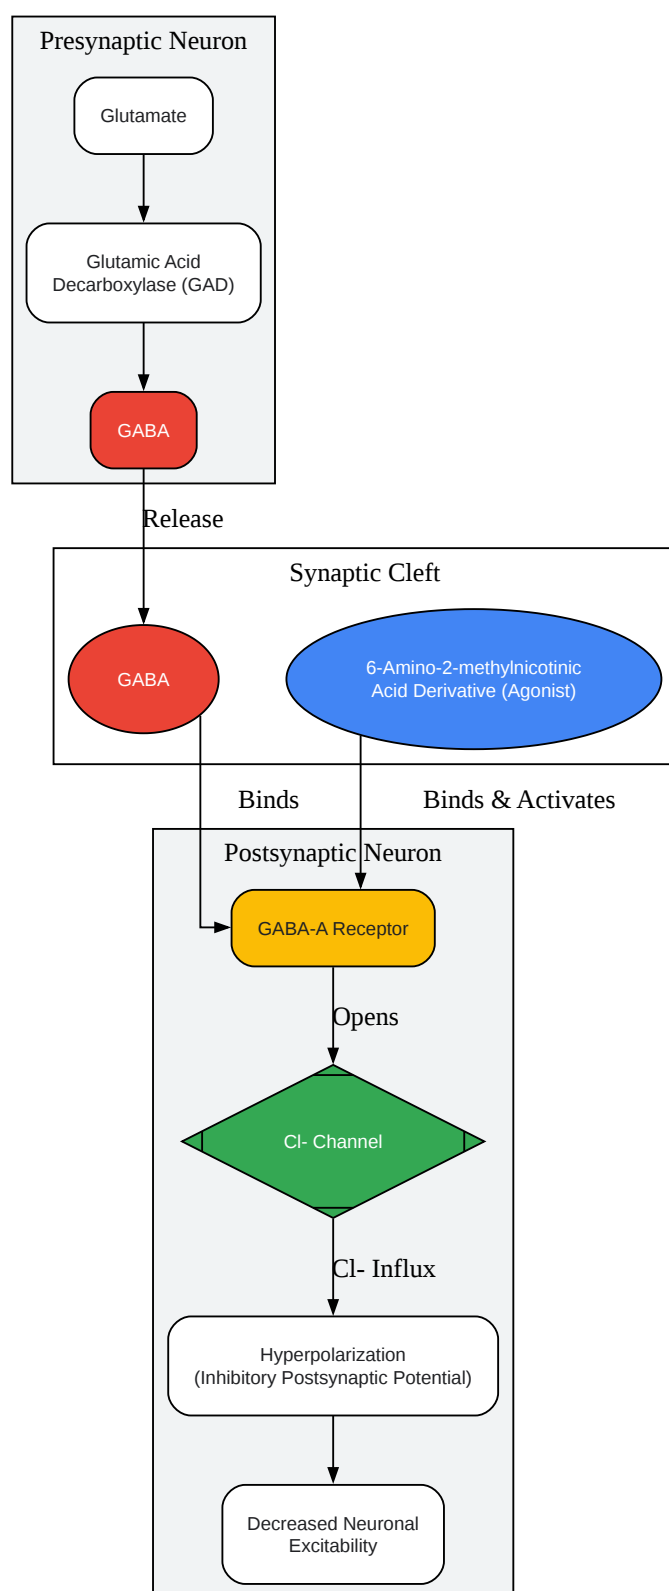 Presynaptic Neuron
Glutamate
Glutamic Acid
Decarboxylase (GAD)
GABA
Release
Synaptic Cleft
GABA
6-Amino-2-methylnicotinic
Acid Derivative (Agonist)
Binds
Binds & Activates
Postsynaptic Neuron
GABA-A Receptor
Opens
Cl- Channel
Cl- Influx
Hyperpolarization
(Inhibitory Postsynaptic Potential)
Decreased Neuronal
Excitability